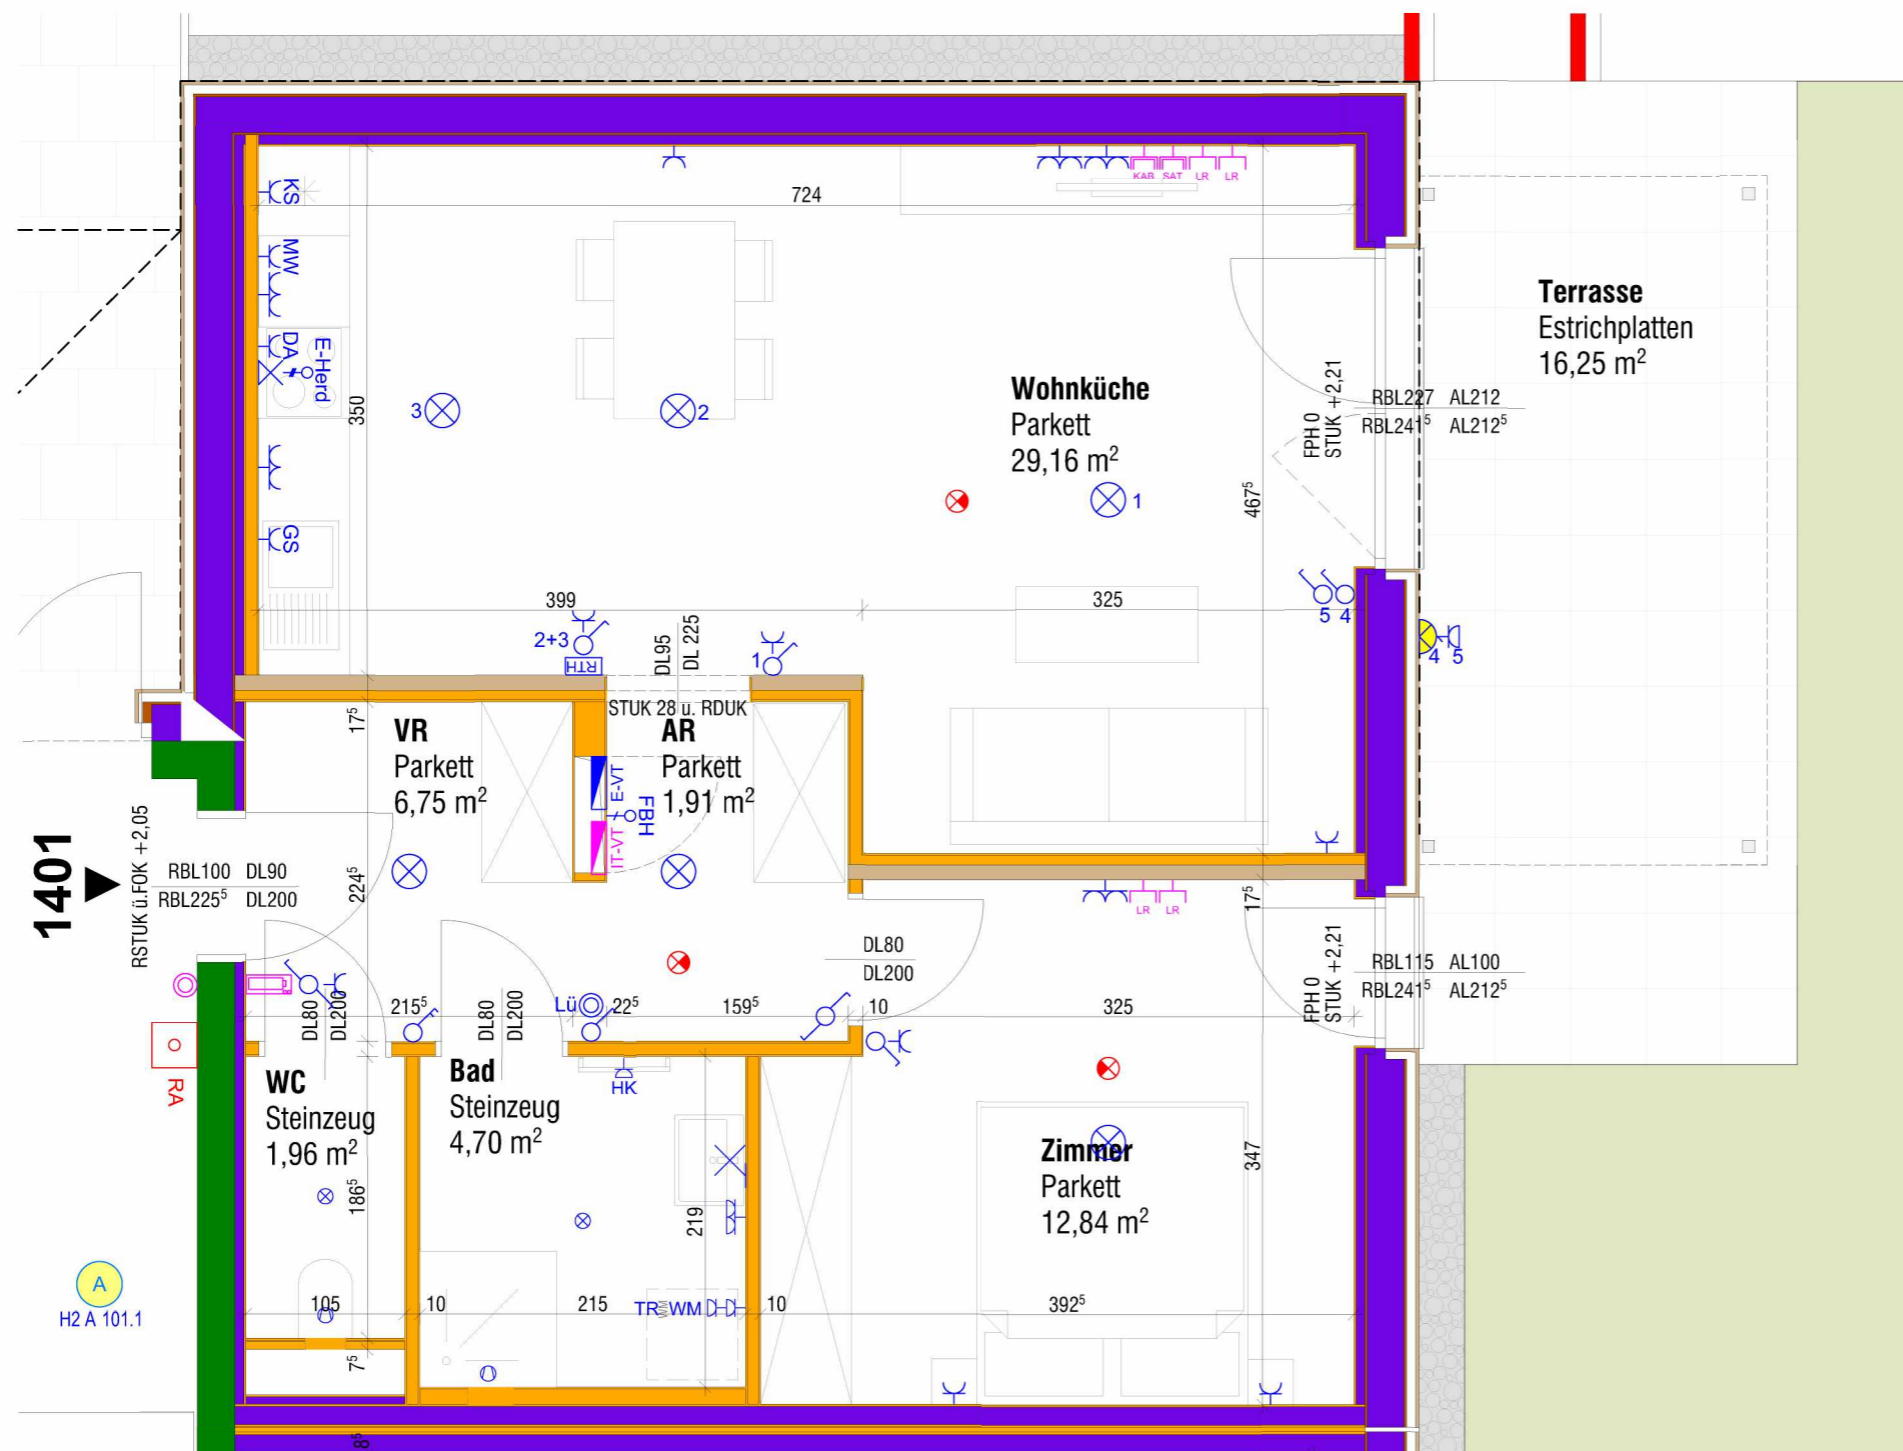 KS
MW
DA
E-Herd
GS
KAB
SAT
LR
LR
724
350
3
2
Wohnküche
Parkett
29,16 m²
1
467⁵
FPH 0
STUK +2,21
RBL227 AL212
RBL241⁵ AL212⁵
Terrasse
Estrichplatten
16,25 m²
399
325
2+3
RTH
DL95
DL 225
1
5 4
4 5
STUK 28 ü. RDUK
17⁵
VR
Parkett
6,75 m²
AR
Parkett
1,91 m²
E-VT
FBH
IT-VT
1401
RSTUK ü.FOK +2,05
RBL100 DL90
RBL225⁵ DL200
224⁵
17⁵
LR
LR
DL80
DL200
FPH 0
STUK +2,21
RBL115 AL100
RBL241⁵ AL212⁵
DL80
DL200
215⁵
DL80
DL200
Lü
22⁵
159⁵
10
325
RA
WC
Steinzeug
1,96 m²
Bad
Steinzeug
4,70 m²
HK
Zimmer
Parkett
12,84 m²
347
186⁵
219
A
H2 A 101.1
105
10
215
TR
WM
WM
10
392⁵
7⁵
8⁵